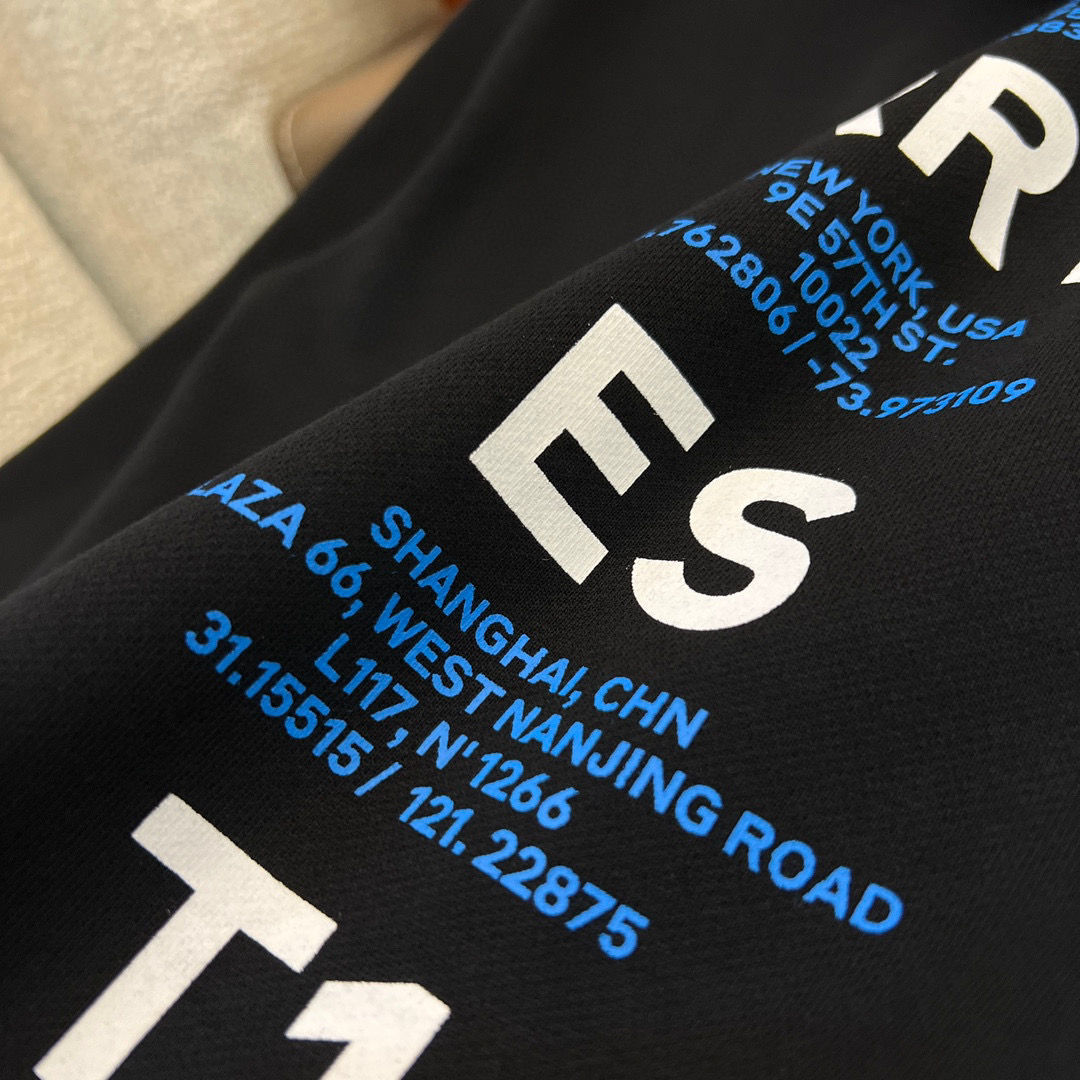 R
NEW YORK, USA
9E 57TH ST.
10022
.762806 / -73.973109
Es
SHANGHAI, CHN
LAZA 66, WEST NANJING ROAD
L117, N'1266
31.15515 / 121. 22875
T1